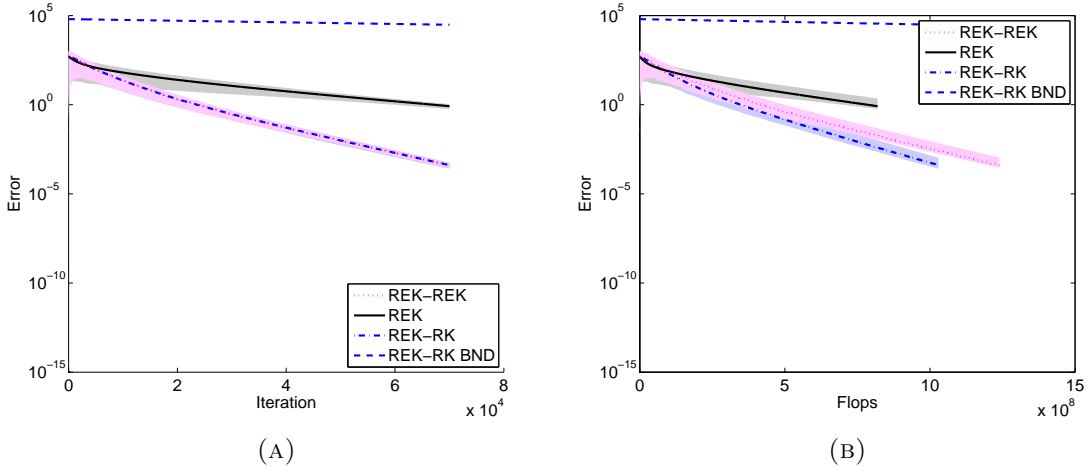 10^5
10^0
10^−5
10^−10
10^−15
Error
0
2
4
6
8
Iteration
x 10^4
REK−REK
REK
REK−RK
REK−RK BND
(A)
10^5
10^0
10^−5
10^−10
10^−15
Error
0
5
10
15
Flops
x 10^8
REK−REK
REK
REK−RK
REK−RK BND
(B)